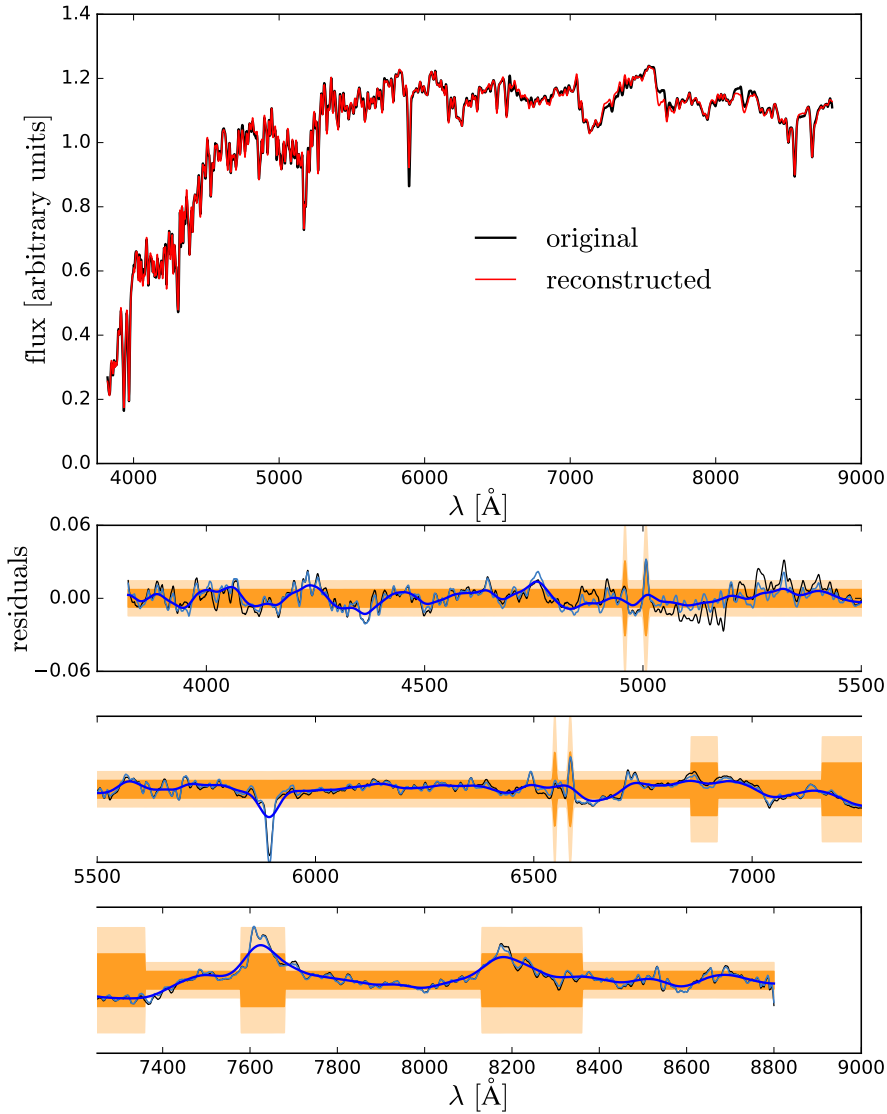 1.4
1.2
1.0
0.8
0.6
0.4
0.2
0.0
flux [arbitrary units]
original
reconstructed
4000 5000 6000 7000 8000 9000
λ [Å]
0.06
0.00
−0.06
residuals
4000 4500 5000 5500
5500 6000 6500 7000
7400 7600 7800 8000 8200 8400 8600 8800 9000
λ [Å]